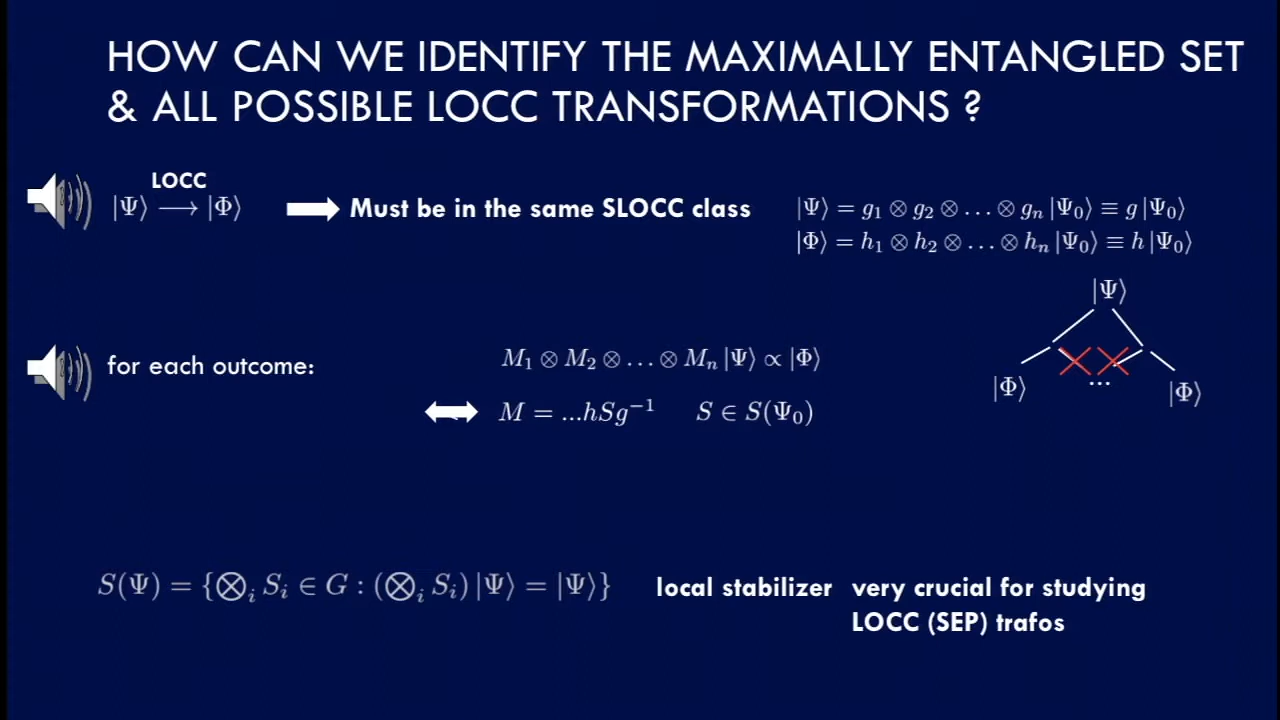 HOW CAN WE IDENTIFY THE MAXIMALLY ENTANGLED SET
& ALL POSSIBLE LOCC TRANSFORMATIONS ?
LOCC
|Ψ⟩ ⟶ |Φ⟩ Must be in the same SLOCC class |Ψ⟩ = g₁ ⊗ g₂ ⊗ … ⊗ gₙ |Ψ₀⟩ ≡ g |Ψ₀⟩
|Φ⟩ = h₁ ⊗ h₂ ⊗ … ⊗ hₙ |Ψ₀⟩ ≡ h |Ψ₀⟩
|Ψ⟩
for each outcome: M₁ ⊗ M₂ ⊗ … ⊗ Mₙ |Ψ⟩ ∝ |Φ⟩
|Φ⟩ ... |Φ⟩
M = ...hSg⁻¹ S ∈ S(Ψ₀)
S(Ψ) = {⊗ᵢ Sᵢ ∈ G : (⊗ᵢ Sᵢ) |Ψ⟩ = |Ψ⟩} local stabilizer very crucial for studying
LOCC (SEP) trafos